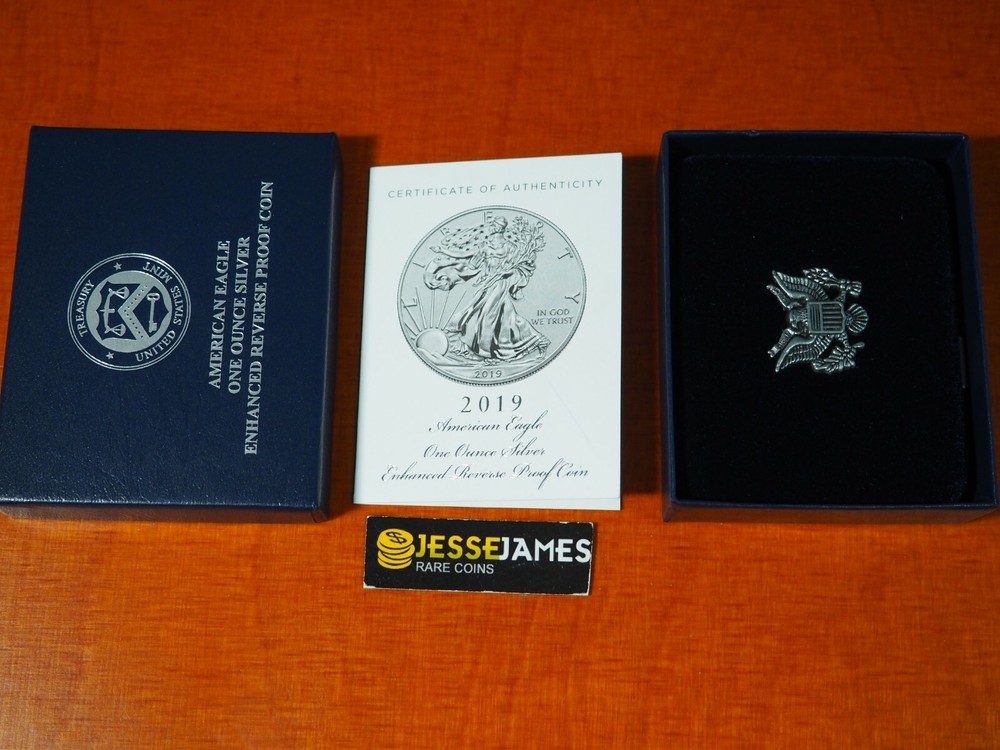 TREASURY
UNITED STATES MINT
AMERICAN EAGLE
ONE OUNCE SILVER
ENHANCED REVERSE PROOF COIN
CERTIFICATE OF AUTHENTICITY
LIBERTY
IN GOD
WE TRUST
2019
2019
American Eagle
One Ounce Silver
Enhanced Reverse Proof Coin
$
JESSEJAMES
RARE COINS